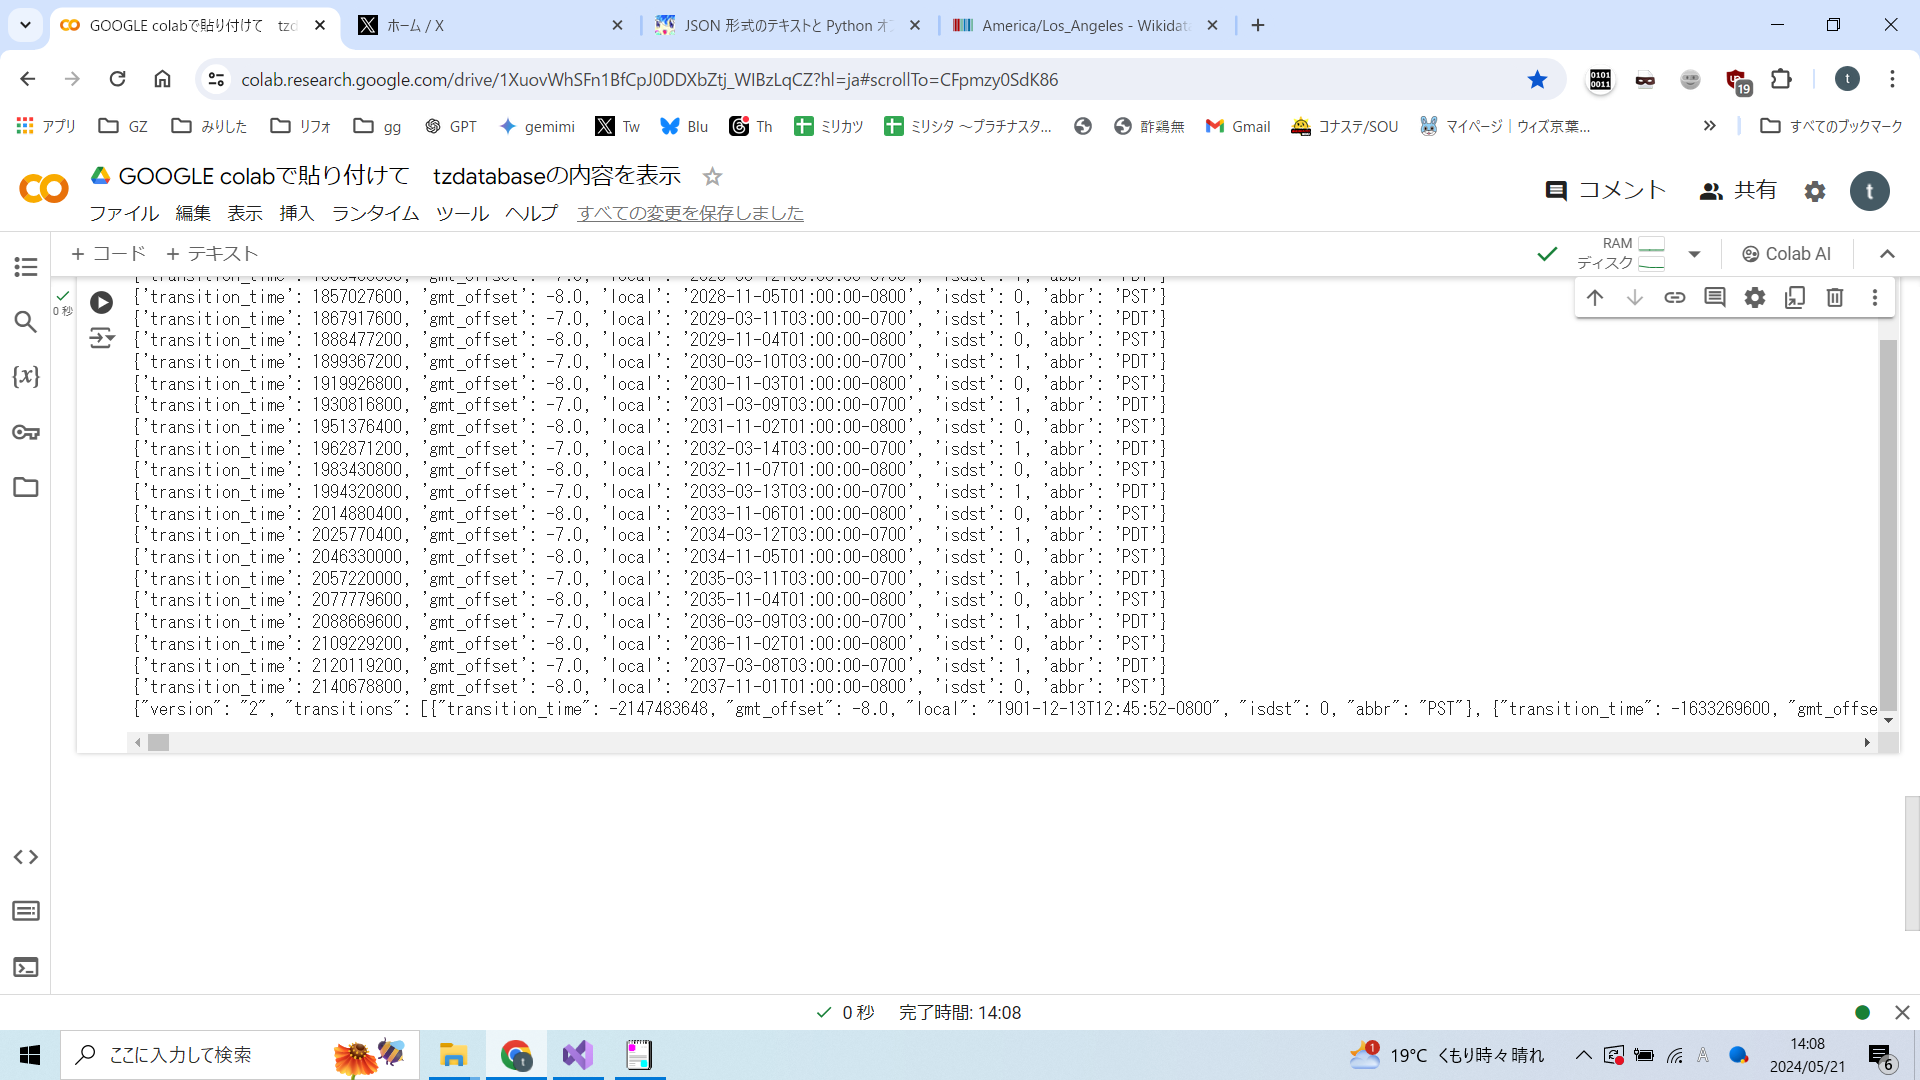 GOOGLE colabで貼り付けて　tzd
ホーム / X
JSON 形式のテキストと Python オブ
America/Los_Angeles - Wikidata
colab.research.google.com/drive/1XuovWhSFn1BfCpJ0DDXbZtj_WIBzLqCZ?hl=ja#scrollTo=CFpmzy0SdK86
19
t
アプリ GZ みりした リフォ gg GPT gemimi Tw Blu Th ミリカツ ミリシタ ～プラチナスタ... 酢鶏無 Gmail コナステ/SOU マイページ | ウィズ京葉... すべてのブックマーク
GOOGLE colabで貼り付けて　tzdatabaseの内容を表示
コメント 共有 t
ファイル 編集 表示 挿入 ランタイム ツール ヘルプ すべての変更を保存しました
+ コード + テキスト
RAM
ディスク
Colab AI
0 秒
{'transition_time': 1857027600, 'gmt_offset': -8.0, 'local': '2028-11-05T01:00:00-0800', 'isdst': 0, 'abbr': 'PST'}
{'transition_time': 1867917600, 'gmt_offset': -7.0, 'local': '2029-03-11T03:00:00-0700', 'isdst': 1, 'abbr': 'PDT'}
{'transition_time': 1888477200, 'gmt_offset': -8.0, 'local': '2029-11-04T01:00:00-0800', 'isdst': 0, 'abbr': 'PST'}
{'transition_time': 1899367200, 'gmt_offset': -7.0, 'local': '2030-03-10T03:00:00-0700', 'isdst': 1, 'abbr': 'PDT'}
{'transition_time': 1919926800, 'gmt_offset': -8.0, 'local': '2030-11-03T01:00:00-0800', 'isdst': 0, 'abbr': 'PST'}
{'transition_time': 1930816800, 'gmt_offset': -7.0, 'local': '2031-03-09T03:00:00-0700', 'isdst': 1, 'abbr': 'PDT'}
{'transition_time': 1951376400, 'gmt_offset': -8.0, 'local': '2031-11-02T01:00:00-0800', 'isdst': 0, 'abbr': 'PST'}
{'transition_time': 1962871200, 'gmt_offset': -7.0, 'local': '2032-03-14T03:00:00-0700', 'isdst': 1, 'abbr': 'PDT'}
{'transition_time': 1983430800, 'gmt_offset': -8.0, 'local': '2032-11-07T01:00:00-0800', 'isdst': 0, 'abbr': 'PST'}
{'transition_time': 1994320800, 'gmt_offset': -7.0, 'local': '2033-03-13T03:00:00-0700', 'isdst': 1, 'abbr': 'PDT'}
{'transition_time': 2014880400, 'gmt_offset': -8.0, 'local': '2033-11-06T01:00:00-0800', 'isdst': 0, 'abbr': 'PST'}
{'transition_time': 2025770400, 'gmt_offset': -7.0, 'local': '2034-03-12T03:00:00-0700', 'isdst': 1, 'abbr': 'PDT'}
{'transition_time': 2046330000, 'gmt_offset': -8.0, 'local': '2034-11-05T01:00:00-0800', 'isdst': 0, 'abbr': 'PST'}
{'transition_time': 2057220000, 'gmt_offset': -7.0, 'local': '2035-03-11T03:00:00-0700', 'isdst': 1, 'abbr': 'PDT'}
{'transition_time': 2077779600, 'gmt_offset': -8.0, 'local': '2035-11-04T01:00:00-0800', 'isdst': 0, 'abbr': 'PST'}
{'transition_time': 2088669600, 'gmt_offset': -7.0, 'local': '2036-03-09T03:00:00-0700', 'isdst': 1, 'abbr': 'PDT'}
{'transition_time': 2109229200, 'gmt_offset': -8.0, 'local': '2036-11-02T01:00:00-0800', 'isdst': 0, 'abbr': 'PST'}
{'transition_time': 2120119200, 'gmt_offset': -7.0, 'local': '2037-03-08T03:00:00-0700', 'isdst': 1, 'abbr': 'PDT'}
{'transition_time': 2140678800, 'gmt_offset': -8.0, 'local': '2037-11-01T01:00:00-0800', 'isdst': 0, 'abbr': 'PST'}
{"version": "2", "transitions": [{"transition_time": -2147483648, "gmt_offset": -8.0, "local": "1901-12-13T12:45:52-0800", "isdst": 0, "abbr": "PST"}, {"transition_time": -1633269600, "gmt_offse
0 秒 完了時間: 14:08
ここに入力して検索
1
19°C くもり時々晴れ
A
14:08
2024/05/21
6